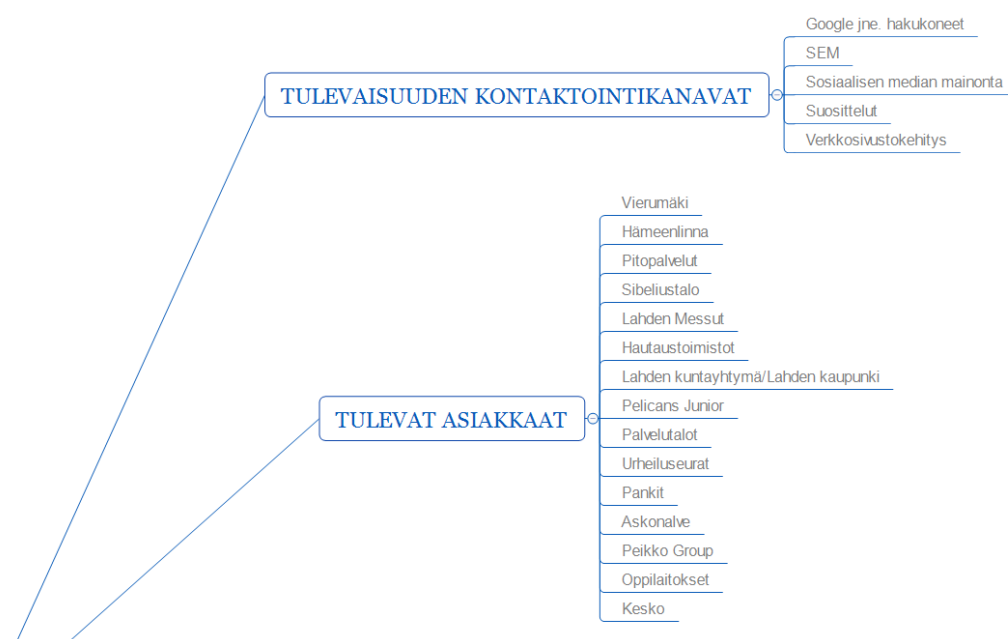 Google jne. hakukoneet
SEM
TULEVAISUUDEN KONTAKTOINTIKANAVAT
Sosiaalisen median mainonta
Suosittelut
Verkkosivustokehitys
Vierumäki
Hämeenlinna
Pitopalvelut
Sibeliustalo
Lahden Messut
Hautaustoimistot
Lahden kuntayhtymä/Lahden kaupunki
Pelicans Junior
TULEVAT ASIAKKAAT
Palvelutalot
Urheiluseurat
Pankit
Askonalve
Peikko Group
Oppilaitokset
Kesko